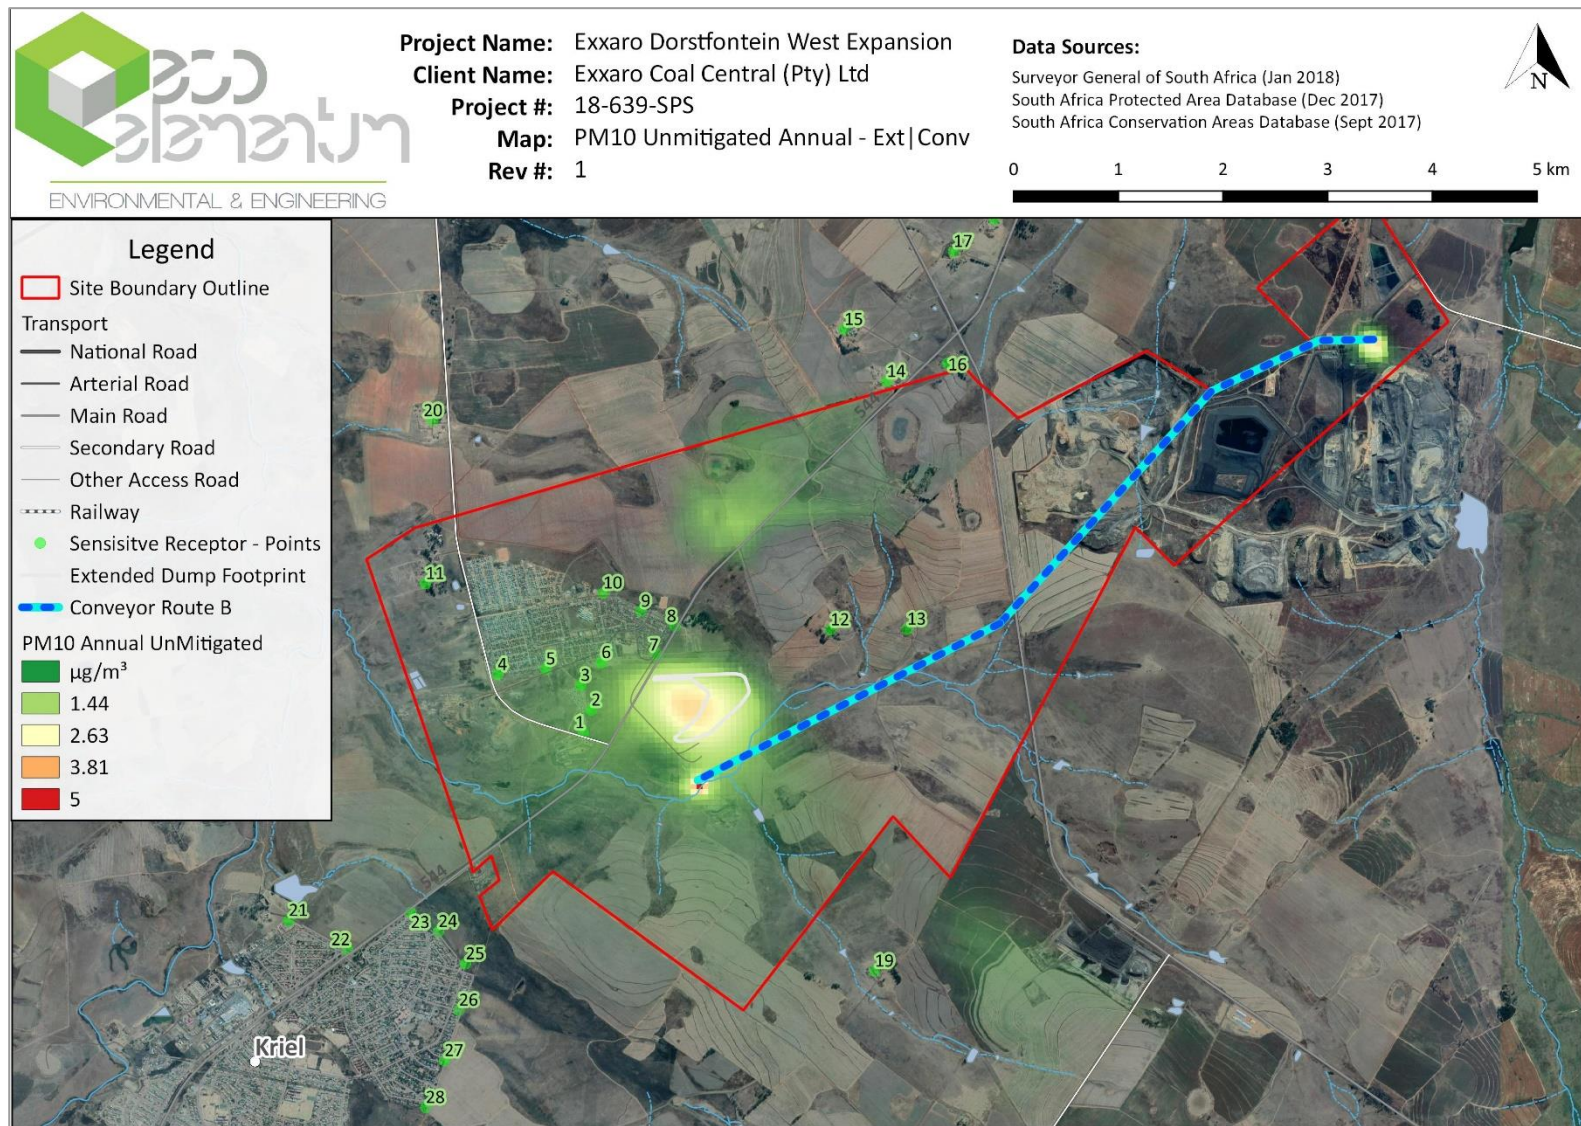 eco
elementum
ENVIRONMENTAL & ENGINEERING
Project Name: Exxaro Dorstfontein West Expansion
Client Name: Exxaro Coal Central (Pty) Ltd
Project #: 18-639-SPS
Map: PM10 Unmitigated Annual - Ext|Conv
Rev #: 1
Data Sources:
Surveyor General of South Africa (Jan 2018)
South Africa Protected Area Database (Dec 2017)
South Africa Conservation Areas Database (Sept 2017)
N
0 1 2 3 4 5 km
Legend
Site Boundary Outline
Transport
National Road
Arterial Road
Main Road
Secondary Road
Other Access Road
Railway
Sensisitve Receptor - Points
Extended Dump Footprint
Conveyor Route B
PM10 Annual UnMitigated
µg/m³
1.44
2.63
3.81
5
17
15
14
16
544
20
11
10
9
8
12
13
7
6
5
4
3
2
1
544
21
23
24
22
25
19
26
27
Kriel
28